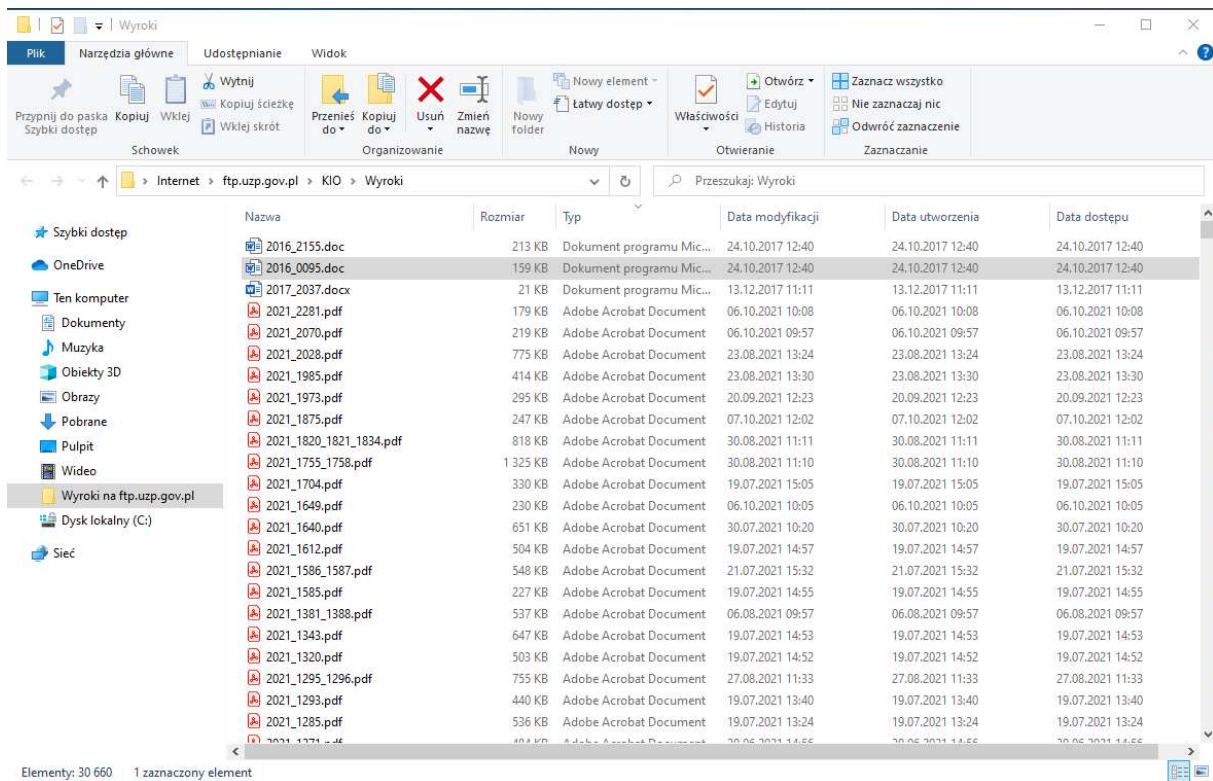 Wyroki
Plik Narzędzia główne Udostępnianie Widok
Przypnij do paska Szybki dostęp
Kopiuj
Wklej
Wytnij
Kopiuj ścieżkę
Wklej skrót
Schowek
Przenieś do
Kopiuj do
Usuń
Zmień nazwę
Organizowanie
Nowy folder
Nowy element
Łatwy dostęp
Nowy
Właściwości
Otwórz
Edytuj
Historia
Otwieranie
Zaznacz wszystko
Nie zaznaczaj nic
Odwróć zaznaczenie
Zaznaczanie
Internet > ftp.uzp.gov.pl > KIO > Wyroki
Przeszukaj: Wyroki
Szybki dostęp
OneDrive
Ten komputer
Dokumenty
Muzyka
Obiekty 3D
Obrazy
Pobrane
Pulpit
Wideo
Wyroki na ftp.uzp.gov.pl
Dysk lokalny (C:)
Sieć
Nazwa Rozmiar Typ Data modyfikacji Data utworzenia Data dostępu
2016_2155.doc 213 KB Dokument programu Mic... 24.10.2017 12:40 24.10.2017 12:40 24.10.2017 12:40
2016_0095.doc 159 KB Dokument programu Mic... 24.10.2017 12:40 24.10.2017 12:40 24.10.2017 12:40
2017_2037.docx 21 KB Dokument programu Mic... 13.12.2017 11:11 13.12.2017 11:11 13.12.2017 11:11
2021_2281.pdf 179 KB Adobe Acrobat Document 06.10.2021 10:08 06.10.2021 10:08 06.10.2021 10:08
2021_2070.pdf 219 KB Adobe Acrobat Document 06.10.2021 09:57 06.10.2021 09:57 06.10.2021 09:57
2021_2028.pdf 775 KB Adobe Acrobat Document 23.08.2021 13:24 23.08.2021 13:24 23.08.2021 13:24
2021_1985.pdf 414 KB Adobe Acrobat Document 23.08.2021 13:30 23.08.2021 13:30 23.08.2021 13:30
2021_1973.pdf 295 KB Adobe Acrobat Document 20.09.2021 12:23 20.09.2021 12:23 20.09.2021 12:23
2021_1875.pdf 247 KB Adobe Acrobat Document 07.10.2021 12:02 07.10.2021 12:02 07.10.2021 12:02
2021_1820_1821_1834.pdf 818 KB Adobe Acrobat Document 30.08.2021 11:11 30.08.2021 11:11 30.08.2021 11:11
2021_1755_1758.pdf 1 325 KB Adobe Acrobat Document 30.08.2021 11:10 30.08.2021 11:10 30.08.2021 11:10
2021_1704.pdf 330 KB Adobe Acrobat Document 19.07.2021 15:05 19.07.2021 15:05 19.07.2021 15:05
2021_1649.pdf 230 KB Adobe Acrobat Document 06.10.2021 10:05 06.10.2021 10:05 06.10.2021 10:05
2021_1640.pdf 651 KB Adobe Acrobat Document 30.07.2021 10:20 30.07.2021 10:20 30.07.2021 10:20
2021_1612.pdf 504 KB Adobe Acrobat Document 19.07.2021 14:57 19.07.2021 14:57 19.07.2021 14:57
2021_1586_1587.pdf 548 KB Adobe Acrobat Document 21.07.2021 15:32 21.07.2021 15:32 21.07.2021 15:32
2021_1585.pdf 227 KB Adobe Acrobat Document 19.07.2021 14:55 19.07.2021 14:55 19.07.2021 14:55
2021_1381_1388.pdf 537 KB Adobe Acrobat Document 06.08.2021 09:57 06.08.2021 09:57 06.08.2021 09:57
2021_1343.pdf 647 KB Adobe Acrobat Document 19.07.2021 14:53 19.07.2021 14:53 19.07.2021 14:53
2021_1320.pdf 503 KB Adobe Acrobat Document 19.07.2021 14:52 19.07.2021 14:52 19.07.2021 14:52
2021_1295_1296.pdf 755 KB Adobe Acrobat Document 27.08.2021 11:33 27.08.2021 11:33 27.08.2021 11:33
2021_1293.pdf 440 KB Adobe Acrobat Document 19.07.2021 13:40 19.07.2021 13:40 19.07.2021 13:40
2021_1285.pdf 536 KB Adobe Acrobat Document 19.07.2021 13:24 19.07.2021 13:24 19.07.2021 13:24
Elementy: 30 660 1 zaznaczony element